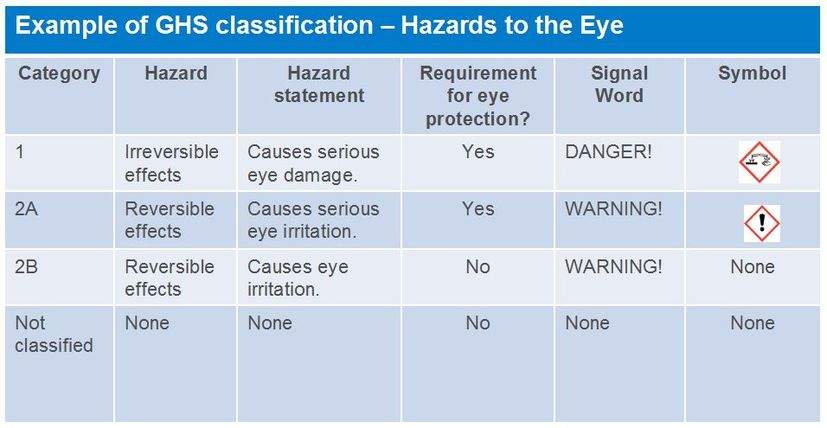 Example of GHS classification – Hazards to the Eye
Category Hazard Hazard statement Requirement for eye protection? Signal Word Symbol
1 Irreversible effects Causes serious eye damage. Yes DANGER!
2A Reversible effects Causes serious eye irritation. Yes WARNING! !
2B Reversible effects Causes eye irritation. No WARNING! None
Not classified None None No None None